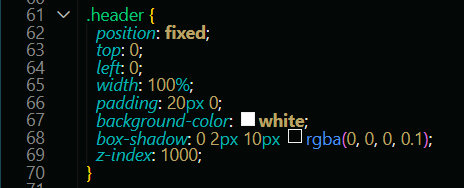 61 .header {
62 position: fixed;
63 top: 0;
64 left: 0;
65 width: 100%;
66 padding: 20px 0;
67 background-color: white;
68 box-shadow: 0 2px 10px rgba(0, 0, 0, 0.1);
69 z-index: 1000;
70 }